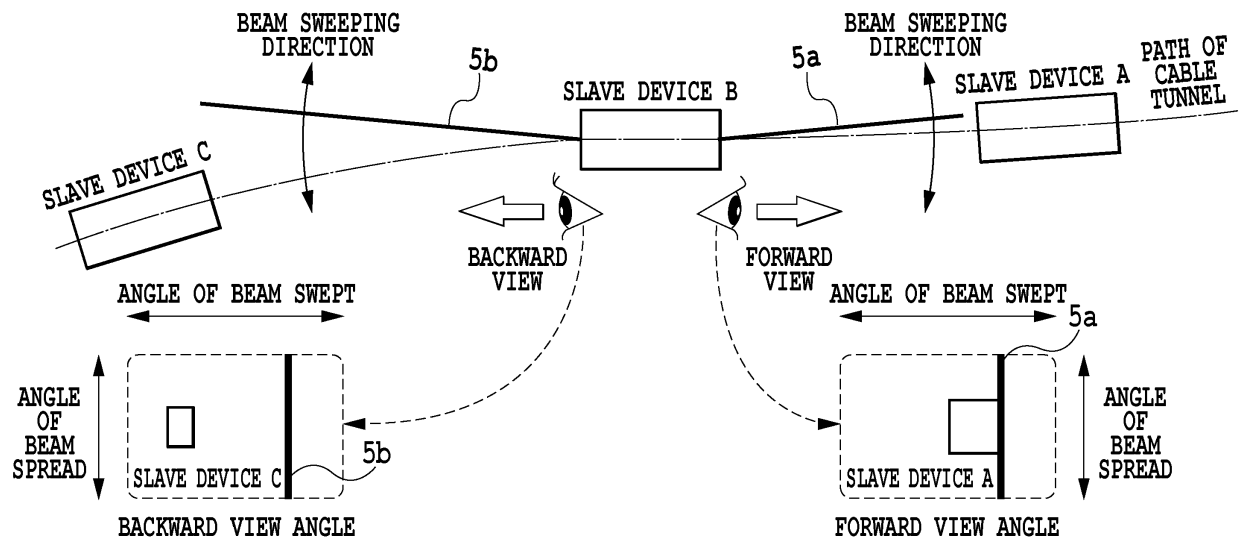 BEAM SWEEPING
DIRECTION
5b
SLAVE DEVICE B
5a
BEAM SWEEPING
DIRECTION
SLAVE DEVICE A
PATH OF
CABLE
TUNNEL
SLAVE DEVICE C
BACKWARD
VIEW
FORWARD
VIEW
ANGLE OF BEAM SWEPT
ANGLE
OF
BEAM
SPREAD
SLAVE DEVICE C
5b
BACKWARD VIEW ANGLE
ANGLE OF BEAM SWEPT
5a
SLAVE DEVICE A
ANGLE
OF
BEAM
SPREAD
FORWARD VIEW ANGLE